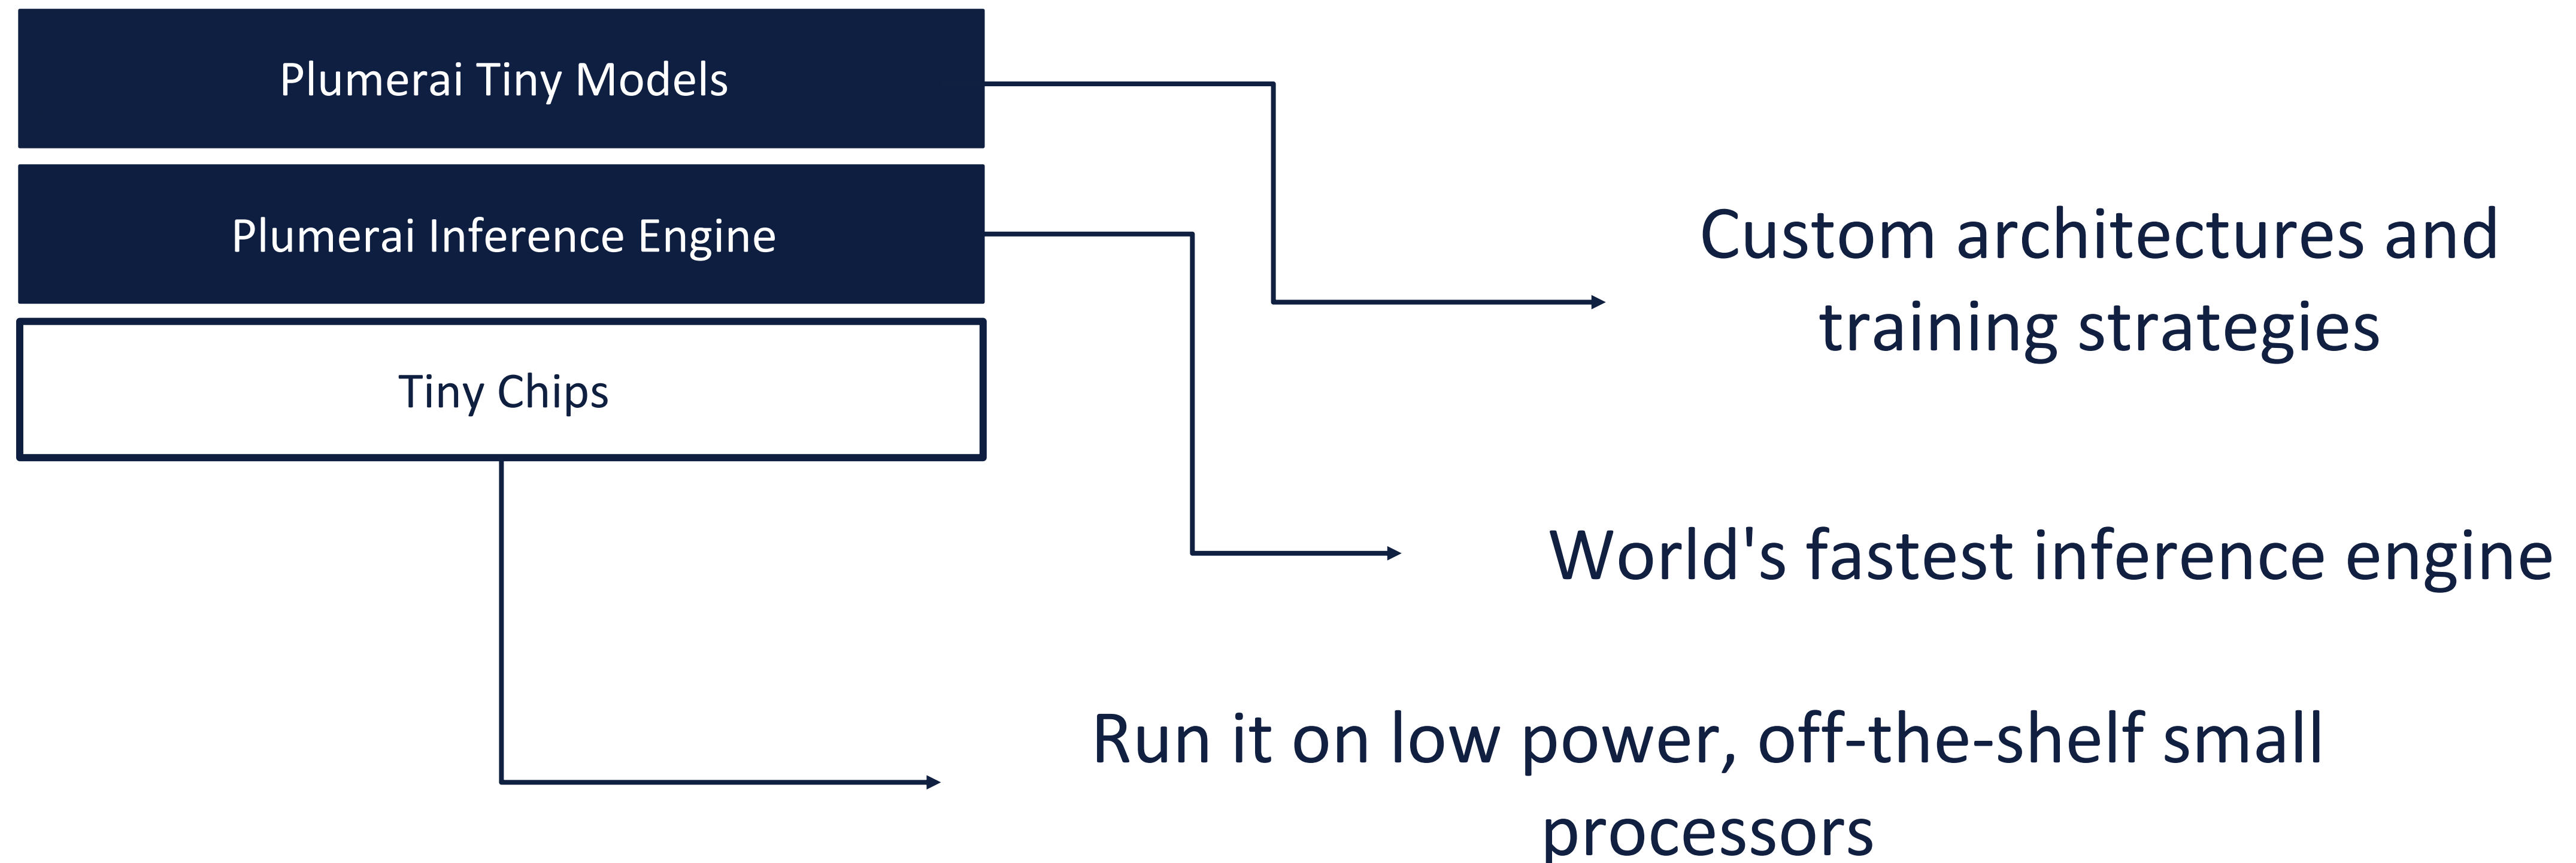 Plumerai Tiny Models
Plumerai Inference Engine
Tiny Chips
Custom architectures and
training strategies
World's fastest inference engine
Run it on low power, off-the-shelf small
processors